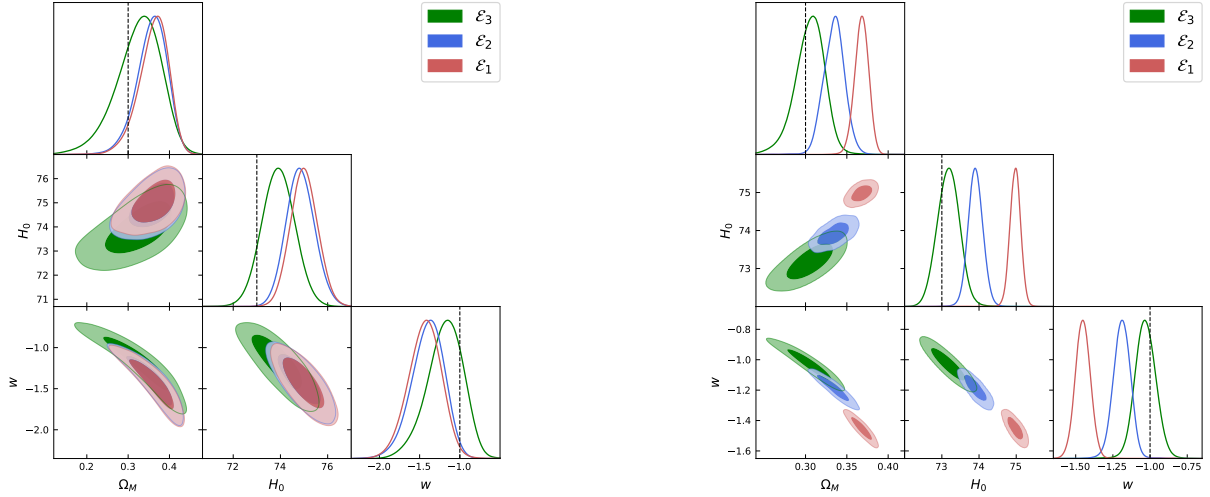 ℰ₃
ℰ₂
ℰ₁
76
75
74
73
72
71
H₀
−1.0
−1.5
−2.0
w
0.2 0.3 0.4
Ω_M
72 74 76
H₀
−2.0 −1.5 −1.0
w
ℰ₃
ℰ₂
ℰ₁
75
74
73
H₀
−0.8
−1.0
−1.2
−1.4
−1.6
w
0.30 0.35 0.40
Ω_M
73 74 75
H₀
−1.50 −1.25 −1.00 −0.75
w